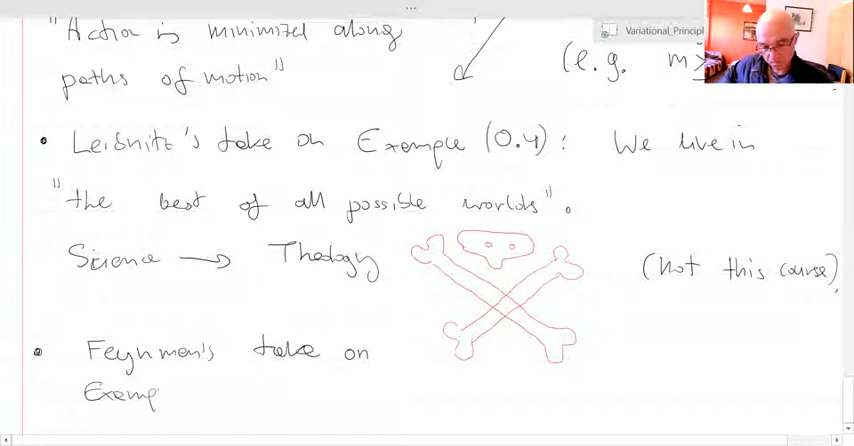 "Action is minimized along
paths of motion"
(e.g. m
Variational_Principl
• Leibnitz's take on Example (0.4): We live in
"the best of all possible worlds".
Science → Theology (not this course).
• Feynman's take on
Examp